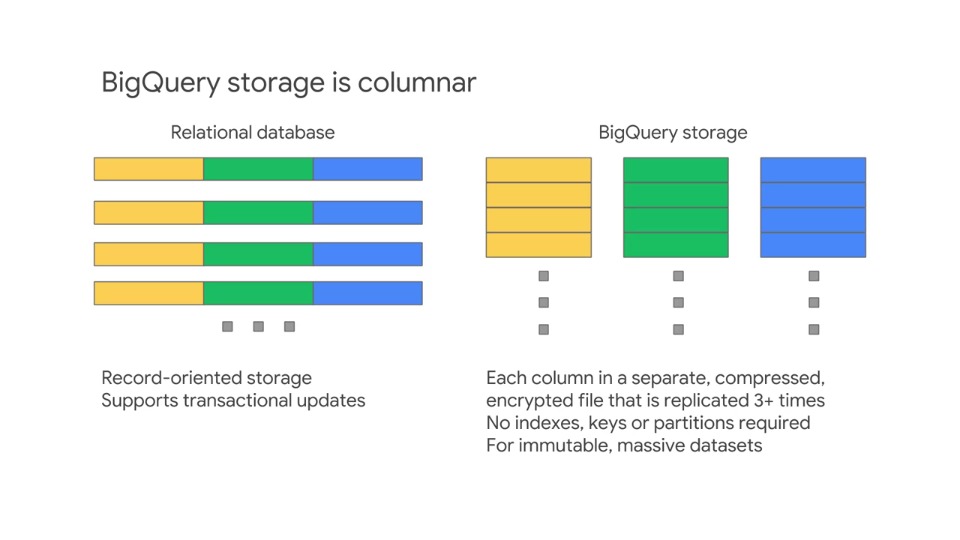 BigQuery storage is columnar
Relational database
BigQuery storage
Record-oriented storage
Supports transactional updates
Each column in a separate, compressed,
encrypted file that is replicated 3+ times
No indexes, keys or partitions required
For immutable, massive datasets